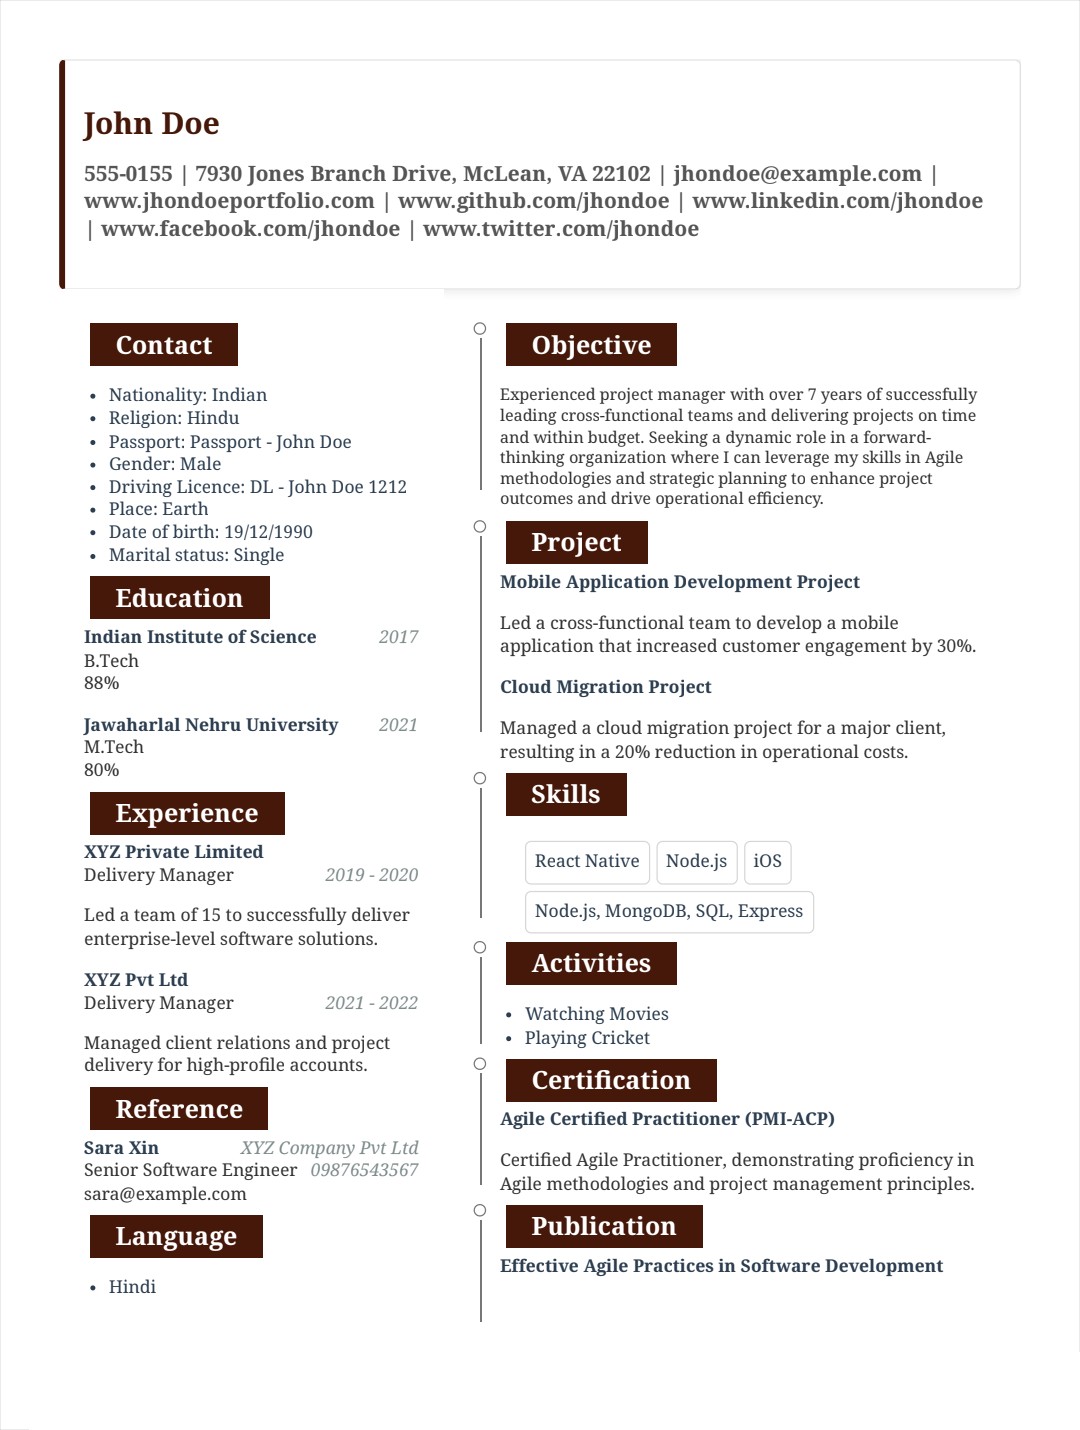 John Doe
555-0155 | 7930 Jones Branch Drive, McLean, VA 22102 | jhondoe@example.com |
www.jhondoeportfolio.com | www.github.com/jhondoe | www.linkedin.com/jhondoe
| www.facebook.com/jhondoe | www.twitter.com/jhondoe
Contact
• Nationality: Indian
• Religion: Hindu
• Passport: Passport - John Doe
• Gender: Male
• Driving Licence: DL - John Doe 1212
• Place: Earth
• Date of birth: 19/12/1990
• Marital status: Single
Education
Indian Institute of Science 2017
B.Tech
88%
Jawaharlal Nehru University 2021
M.Tech
80%
Experience
XYZ Private Limited
Delivery Manager 2019 - 2020
Led a team of 15 to successfully deliver
enterprise-level software solutions.
XYZ Pvt Ltd
Delivery Manager 2021 - 2022
Managed client relations and project
delivery for high-profile accounts.
Reference
Sara Xin XYZ Company Pvt Ltd
Senior Software Engineer 09876543567
sara@example.com
Language
• Hindi
Objective
Experienced project manager with over 7 years of successfully
leading cross-functional teams and delivering projects on time
and within budget. Seeking a dynamic role in a forward-
thinking organization where I can leverage my skills in Agile
methodologies and strategic planning to enhance project
outcomes and drive operational efficiency.
Project
Mobile Application Development Project
Led a cross-functional team to develop a mobile
application that increased customer engagement by 30%.
Cloud Migration Project
Managed a cloud migration project for a major client,
resulting in a 20% reduction in operational costs.
Skills
React Native Node.js iOS
Node.js, MongoDB, SQL, Express
Activities
• Watching Movies
• Playing Cricket
Certification
Agile Certified Practitioner (PMI-ACP)
Certified Agile Practitioner, demonstrating proficiency in
Agile methodologies and project management principles.
Publication
Effective Agile Practices in Software Development